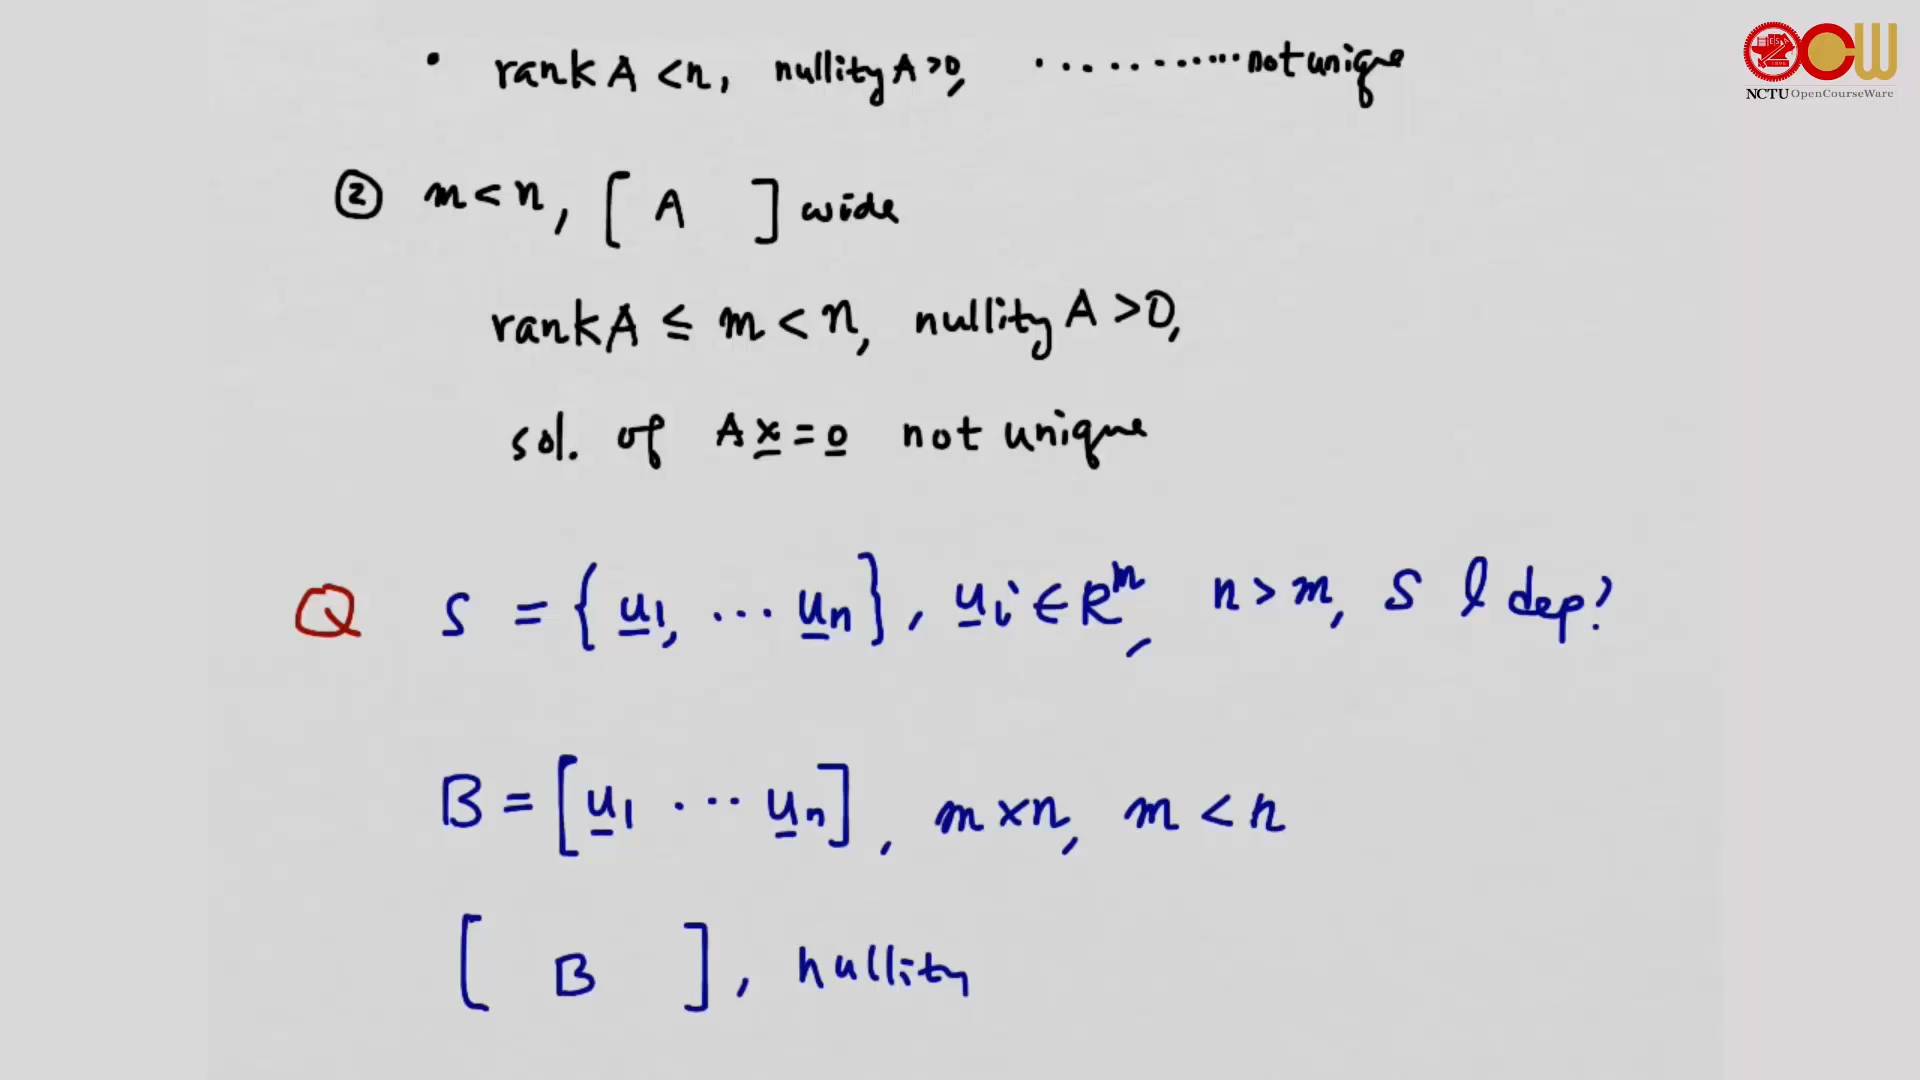 • rank A < n, nullity A > 0, ........... not unique
NCTU OpenCourseWare
② m < n, [ A ] wide
rank A ≤ m < n, nullity A > 0,
sol. of A x = 0 not unique
Q S = { u1, ... un }, ui ∈ R^m, n > m, S l dep?
B = [ u1 ... un ], m × n, m < n
[ B ], nullity